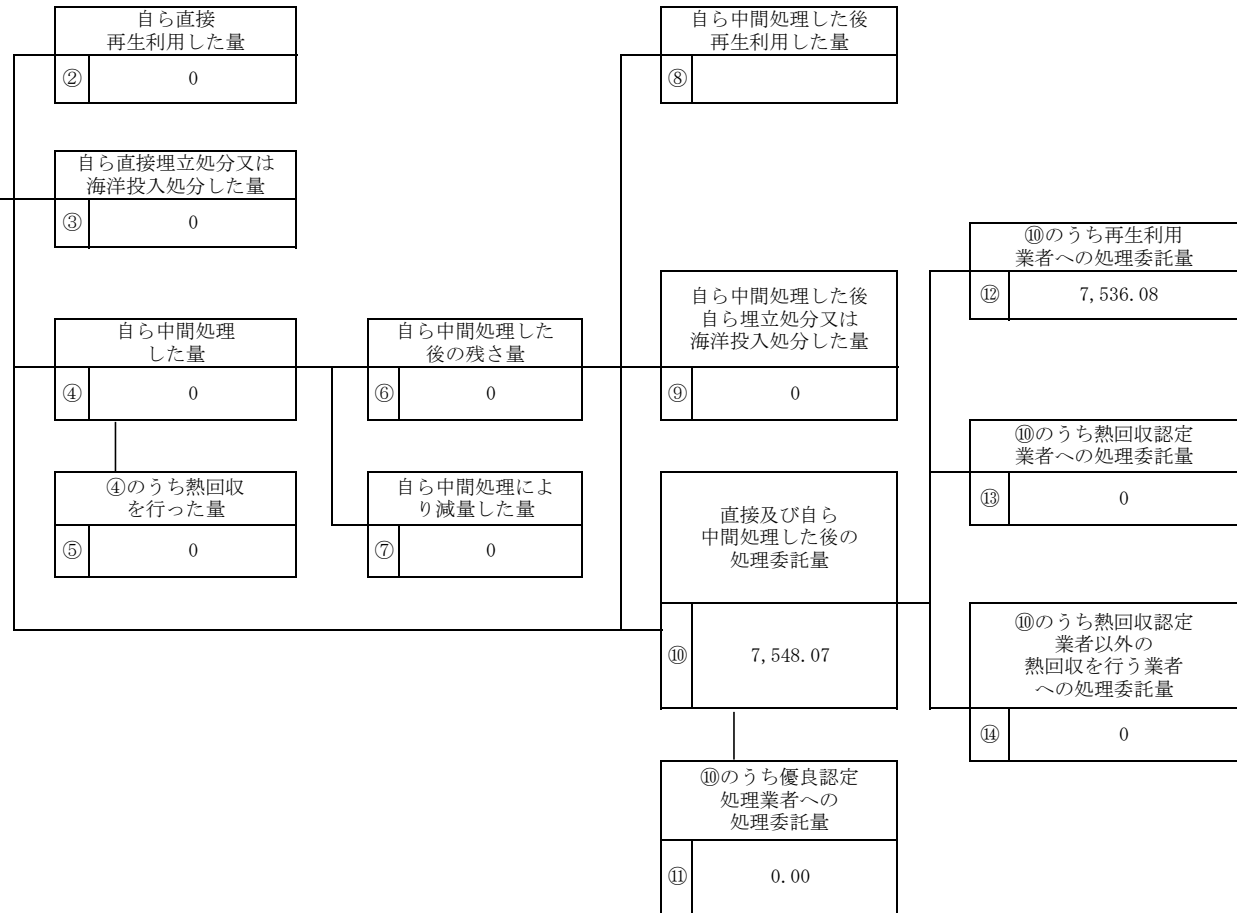 自ら直接
再生利用した量
② 0
自ら中間処理した後
再生利用した量
⑧
自ら直接埋立処分又は
海洋投入処分した量
③ 0
⑩のうち再生利用
業者への処理委託量
⑫ 7,536.08
自ら中間処理
した量
④ 0
自ら中間処理した
後の残さ量
⑥ 0
自ら中間処理した後
自ら埋立処分又は
海洋投入処分した量
⑨ 0
⑩のうち熱回収認定
業者への処理委託量
⑬ 0
④のうち熱回収
を行った量
⑤ 0
自ら中間処理によ
り減量した量
⑦ 0
直接及び自ら
中間処理した後の
処理委託量
⑩ 7,548.07
⑩のうち熱回収認定
業者以外の
熱回収を行う業者
への処理委託量
⑭ 0
⑩のうち優良認定
処理業者への
処理委託量
⑪ 0.00